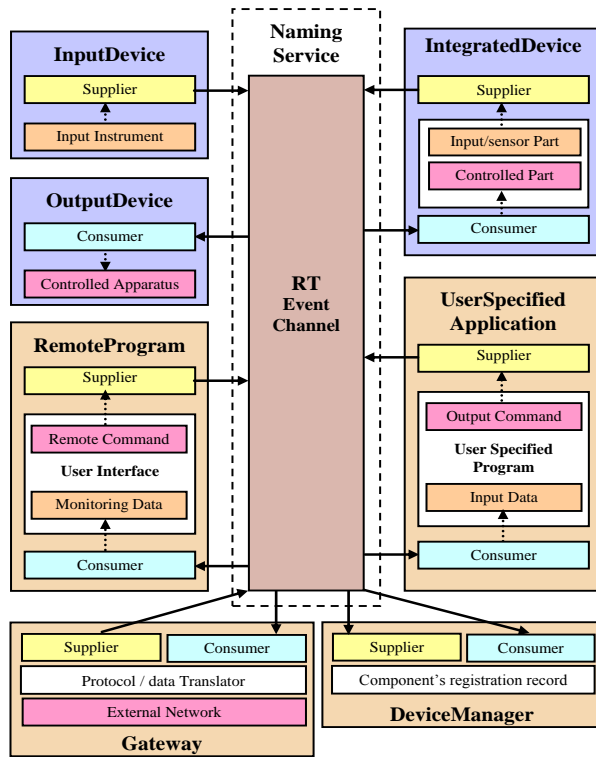 Naming
Service
RT
Event
Channel
InputDevice
Supplier
Input Instrument
OutputDevice
Consumer
Controlled Apparatus
RemoteProgram
Supplier
Remote Command
User Interface
Monitoring Data
Consumer
IntegratedDevice
Supplier
Input/sensor Part
Controlled Part
Consumer
UserSpecified
Application
Supplier
Output Command
User Specified
Program
Input Data
Consumer
Supplier
Consumer
Protocol / data Translator
External Network
Gateway
Supplier
Consumer
Component's registration record
DeviceManager